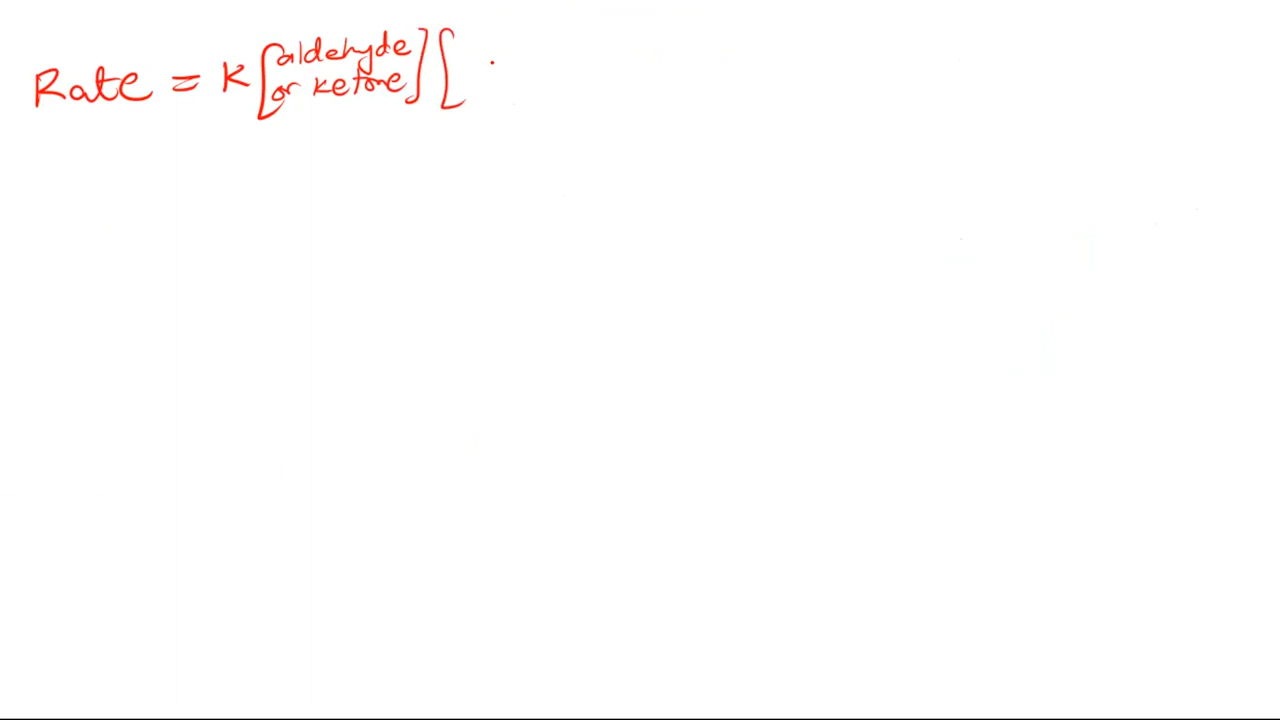 Rate = K[aldehyde or ketone][